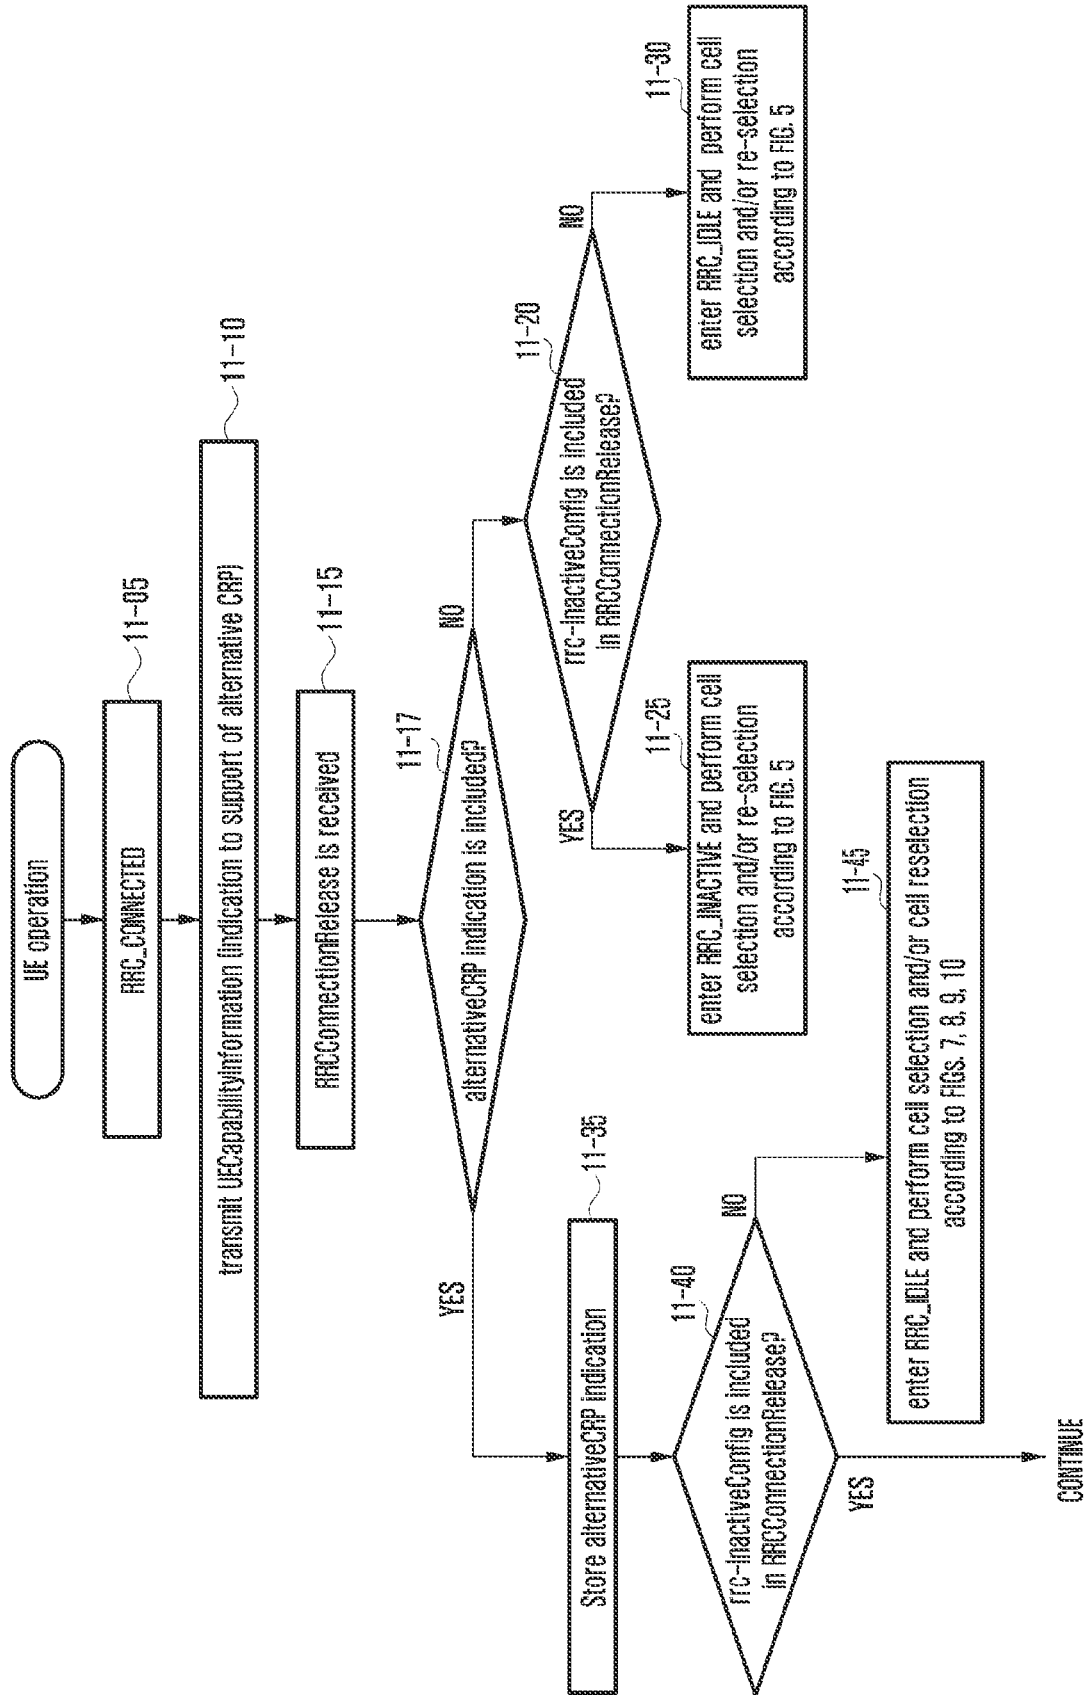 UE operation
RRC_CONNECTED
11-05
transmit UECapabilityInformation (indication to support of alternative CRP)
11-10
RRCConnectionRelease is received
11-15
alternativeCRP indication is included?
11-17
YES
NO
rrc-InactiveConfig is included
in RRCConnectionRelease?
11-20
YES
NO
enter RRC_INACTIVE and perform cell
selection and/or re-selection
according to FIG. 5
11-25
enter RRC_IDLE and perform cell
selection and/or re-selection
according to FIG. 5
11-30
Store alternativeCRP indication
11-35
rrc-InactiveConfig is included
in RRCConnectionRelease?
11-40
NO
YES
enter RRC_IDLE and perform cell selection and/or cell reselection
according to FIGs. 7, 8, 9, 10
11-45
CONTINUE